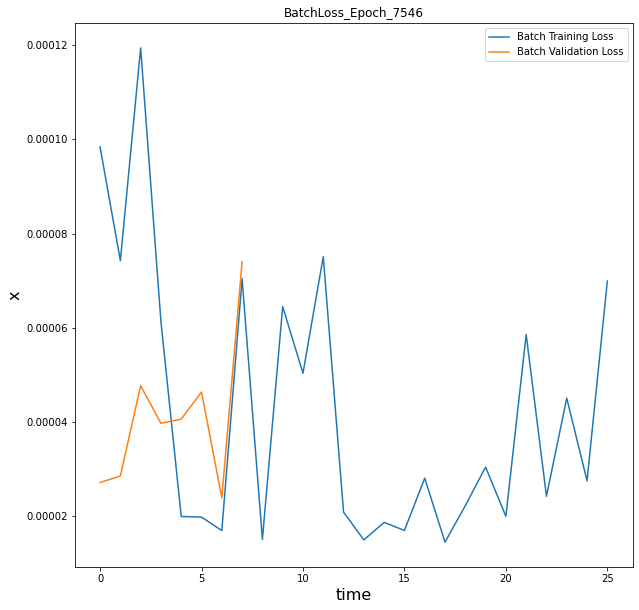 BatchLoss_Epoch_7546
Batch Training Loss
Batch Validation Loss
0.00012
0.00010
0.00008
0.00006
0.00004
0.00002
x
0 5 10 15 20 25
time